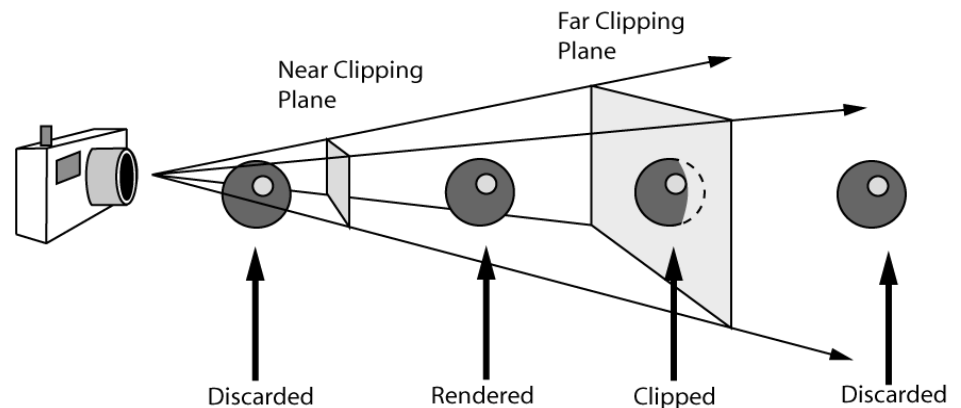 Far Clipping
Plane
Near Clipping
Plane
Discarded
Rendered
Clipped
Discarded